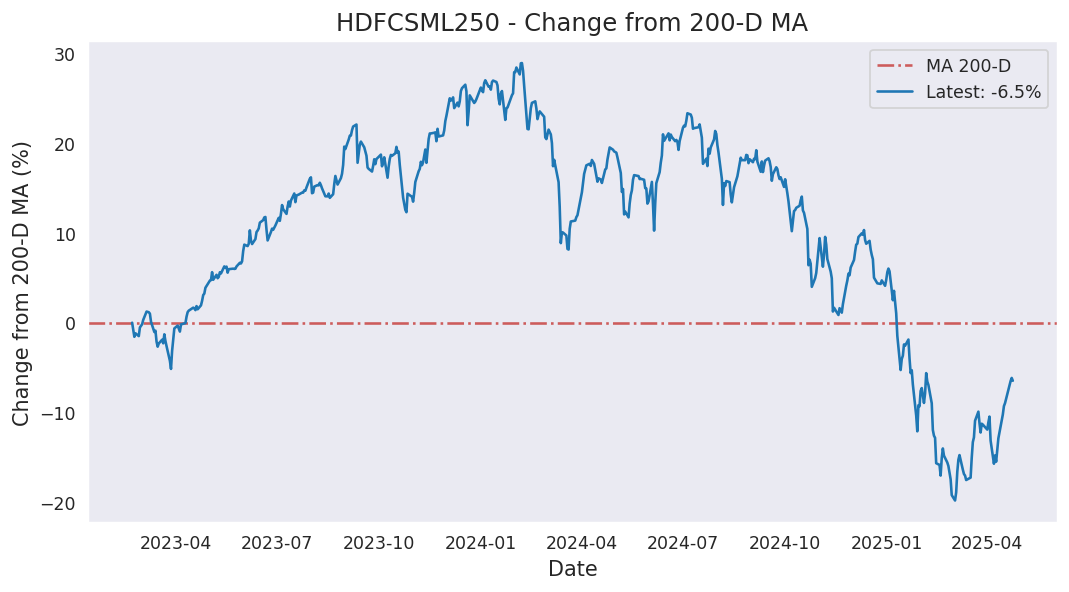 HDFCSML250 - Change from 200-D MA
Change from 200-D MA (%)
30
20
10
0
−10
−20
MA 200-D
Latest: -6.5%
2023-04 2023-07 2023-10 2024-01 2024-04 2024-07 2024-10 2025-01 2025-04
Date